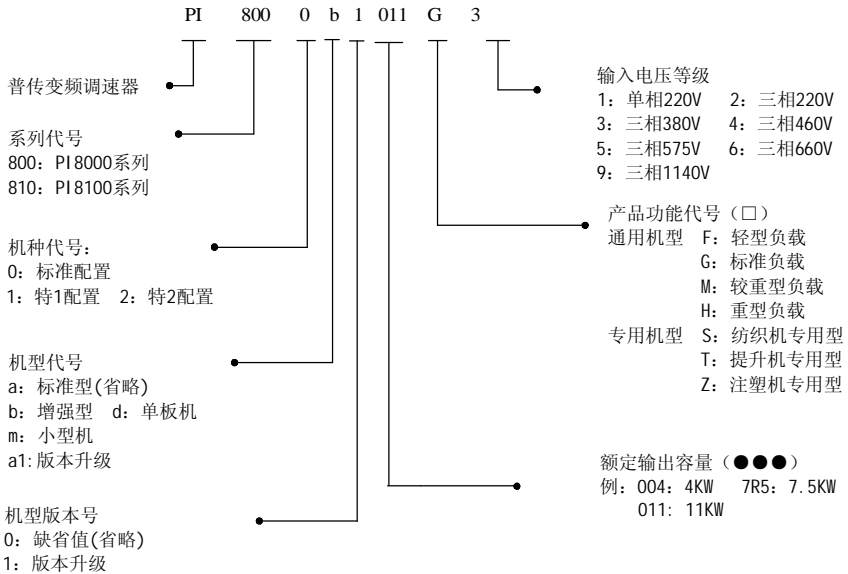 PI 800 0 b 1 011 G 3
普传变频调速器
系列代号
800：PI8000系列
810：PI8100系列
机种代号：
0：标准配置
1：特1配置 2：特2配置
机型代号
a：标准型(省略)
b：增强型 d：单板机
m：小型机
a1:版本升级
机型版本号
0：缺省值(省略)
1：版本升级
输入电压等级
1：单相220V 2：三相220V
3：三相380V 4：三相460V
5：三相575V 6：三相660V
9：三相1140V
产品功能代号（□）
通用机型 F：轻型负载
G：标准负载
M：较重型负载
H：重型负载
专用机型 S：纺织机专用型
T：提升机专用型
Z：注塑机专用型
额定输出容量（●●●）
例：004：4KW 7R5：7.5KW
011：11KW